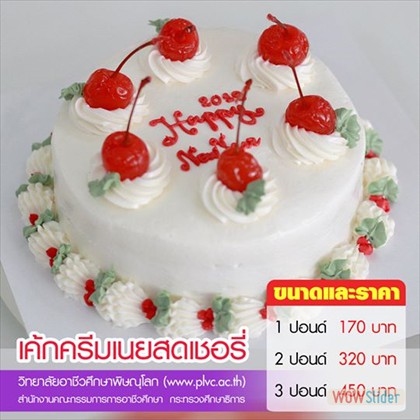 2019
Happy
New Year
ขนาดและราคา
1 ปอนด์ 170 บาท
2 ปอนด์ 320 บาท
3 ปอนด์ 450 บาท
เค้กครีมเนยสดเชอรี่
วิทยาลัยอาชีวศึกษาพิษณุโลก (www.plvc.ac.th)
สำนักงานคณะกรรมการการอาชีวศึกษา กระทรวงศึกษาธิการ
WOWSlider